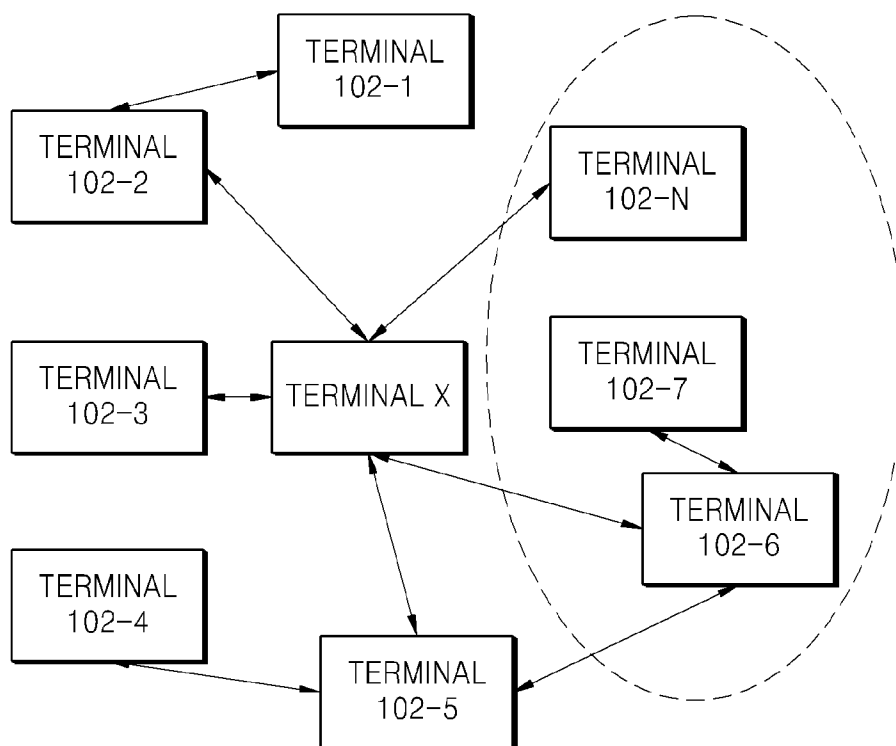 TERMINAL
102-1
TERMINAL
102-2
TERMINAL
102-N
TERMINAL
102-3
TERMINAL X
TERMINAL
102-7
TERMINAL
102-6
TERMINAL
102-4
TERMINAL
102-5